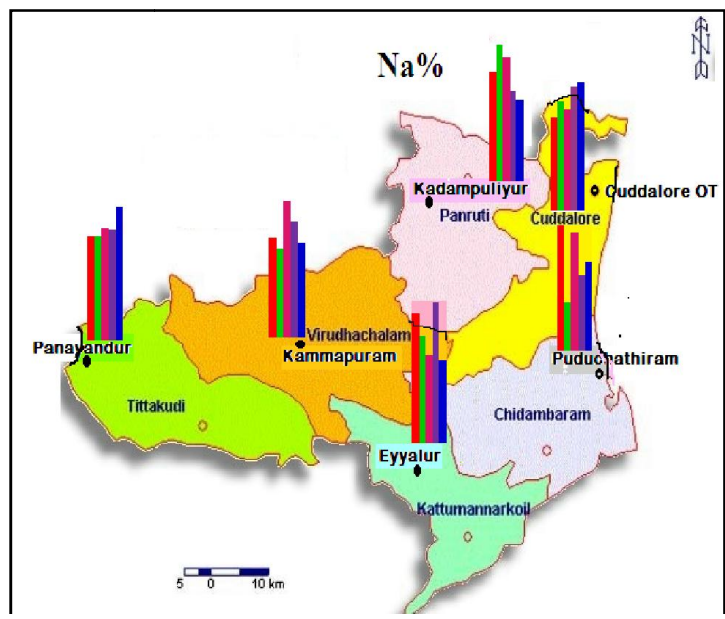 N
Na%
Kadampuliyur
Panruti
Cuddalore OT
Cuddalore
Panayandur
Virudhachalam
Kammapuram
Puduchathiram
Tittakudi
Chidambaram
Eyyalur
Kattumannarkoil
5 0 10 km